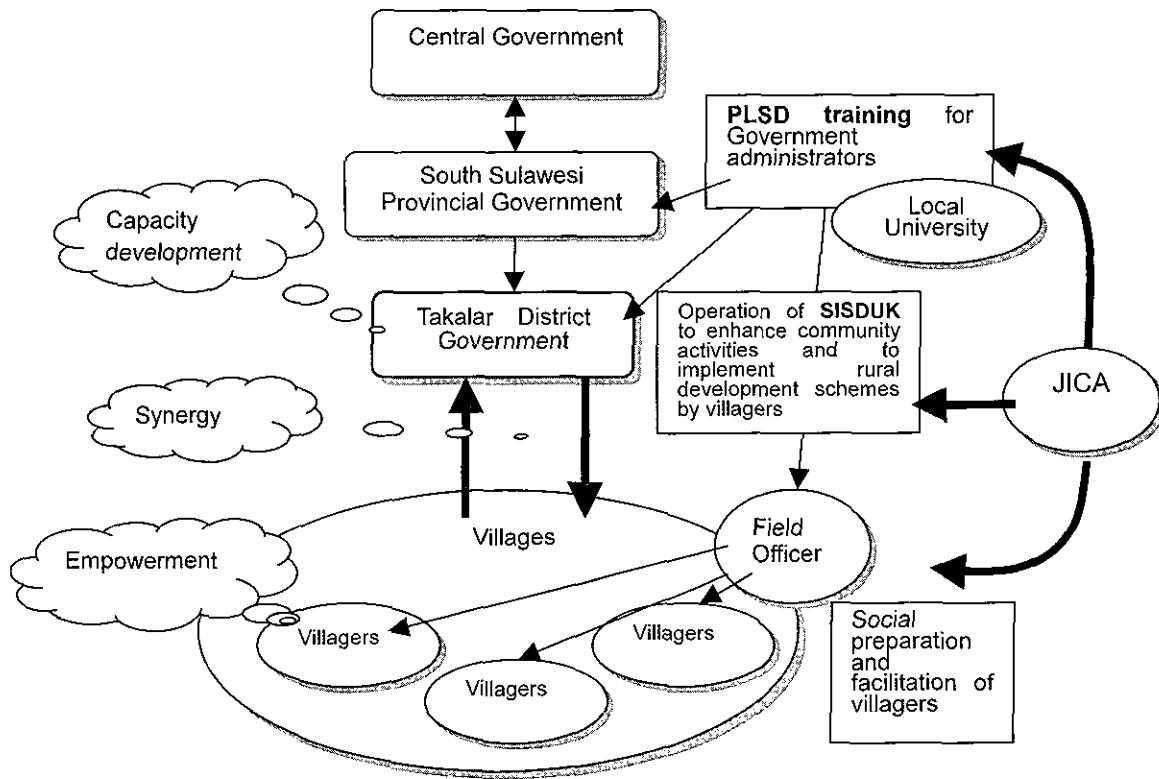 Central Government
PLSD training for
Government
administrators
South Sulawesi
Provincial Government
Local
University
Capacity
development
Takalar District
Government
Operation of SISDUK
to enhance community
activities and to
implement rural
development schemes
by villagers
JICA
Synergy
Villages
Field
Officer
Empowerment
Villagers
Villagers
Villagers
Social
preparation
and
facilitation of
villagers